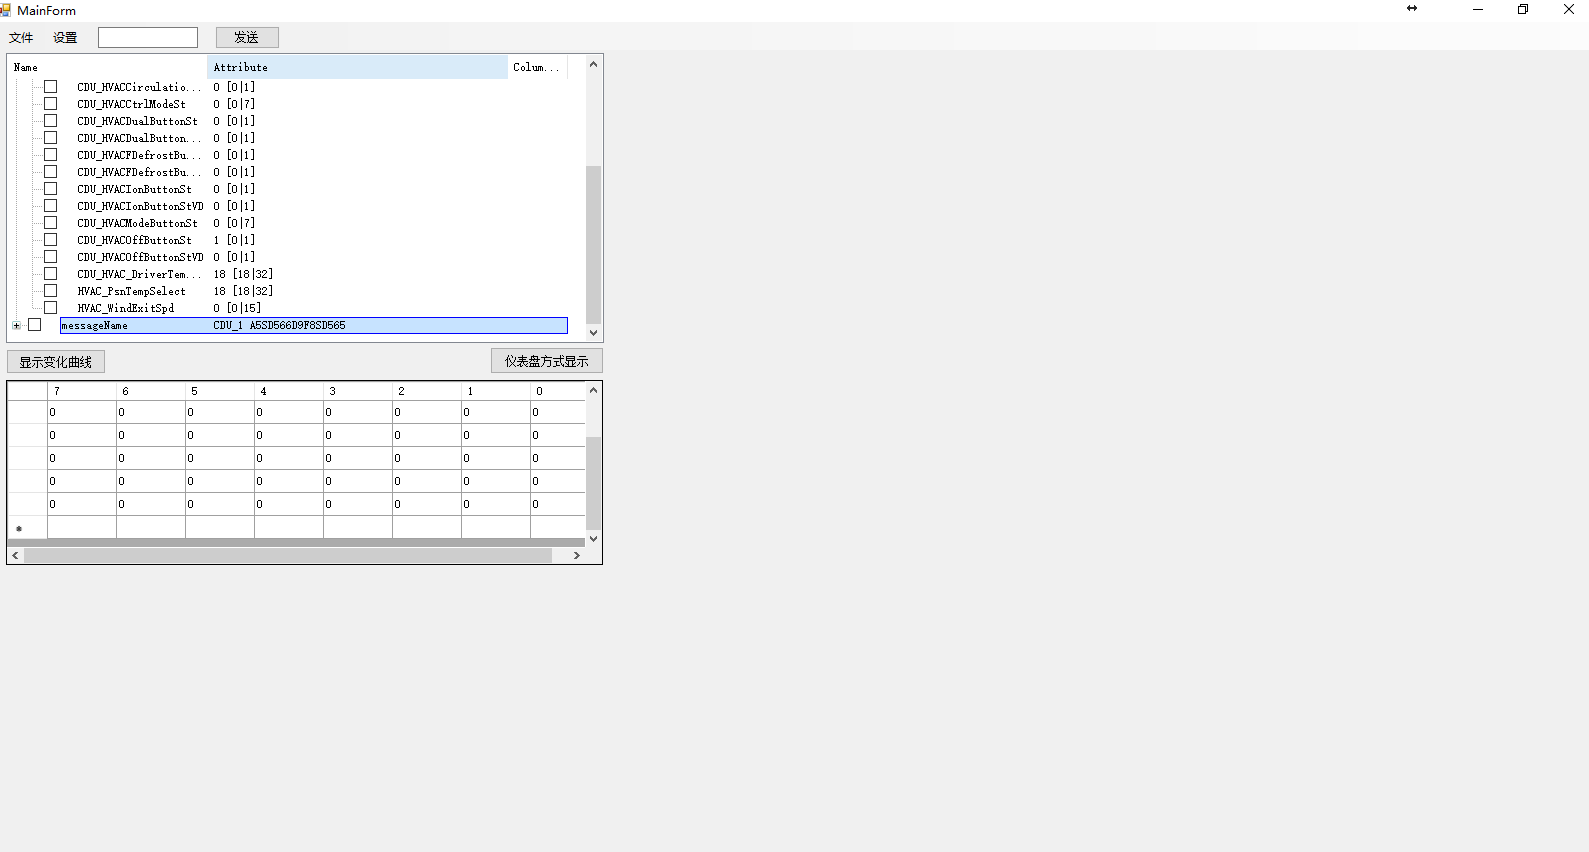 MainForm
文件 设置 发送
Name Attribute Colum...
CDU_HVACCirculatio... 0 [0|1]
CDU_HVACCtrlModeSt 0 [0|7]
CDU_HVACDualButtonSt 0 [0|1]
CDU_HVACDualButton... 0 [0|1]
CDU_HVACFDefrostBu... 0 [0|1]
CDU_HVACFDefrostBu... 0 [0|1]
CDU_HVACIonButtonSt 0 [0|1]
CDU_HVACIonButtonStVD 0 [0|1]
CDU_HVACModeButtonSt 0 [0|7]
CDU_HVACOffButtonSt 1 [0|1]
CDU_HVACOffButtonStVD 0 [0|1]
CDU_HVAC_DriverTem... 18 [18|32]
HVAC_PsnTempSelect 18 [18|32]
HVAC_WindExitSpd 0 [0|15]
messageName CDU_1 A5SD566D9F8SD565
显示变化曲线 仪表盘方式显示
7 6 5 4 3 2 1 0
0 0 0 0 0 0 0 0
0 0 0 0 0 0 0 0
0 0 0 0 0 0 0 0
0 0 0 0 0 0 0 0
0 0 0 0 0 0 0 0
*